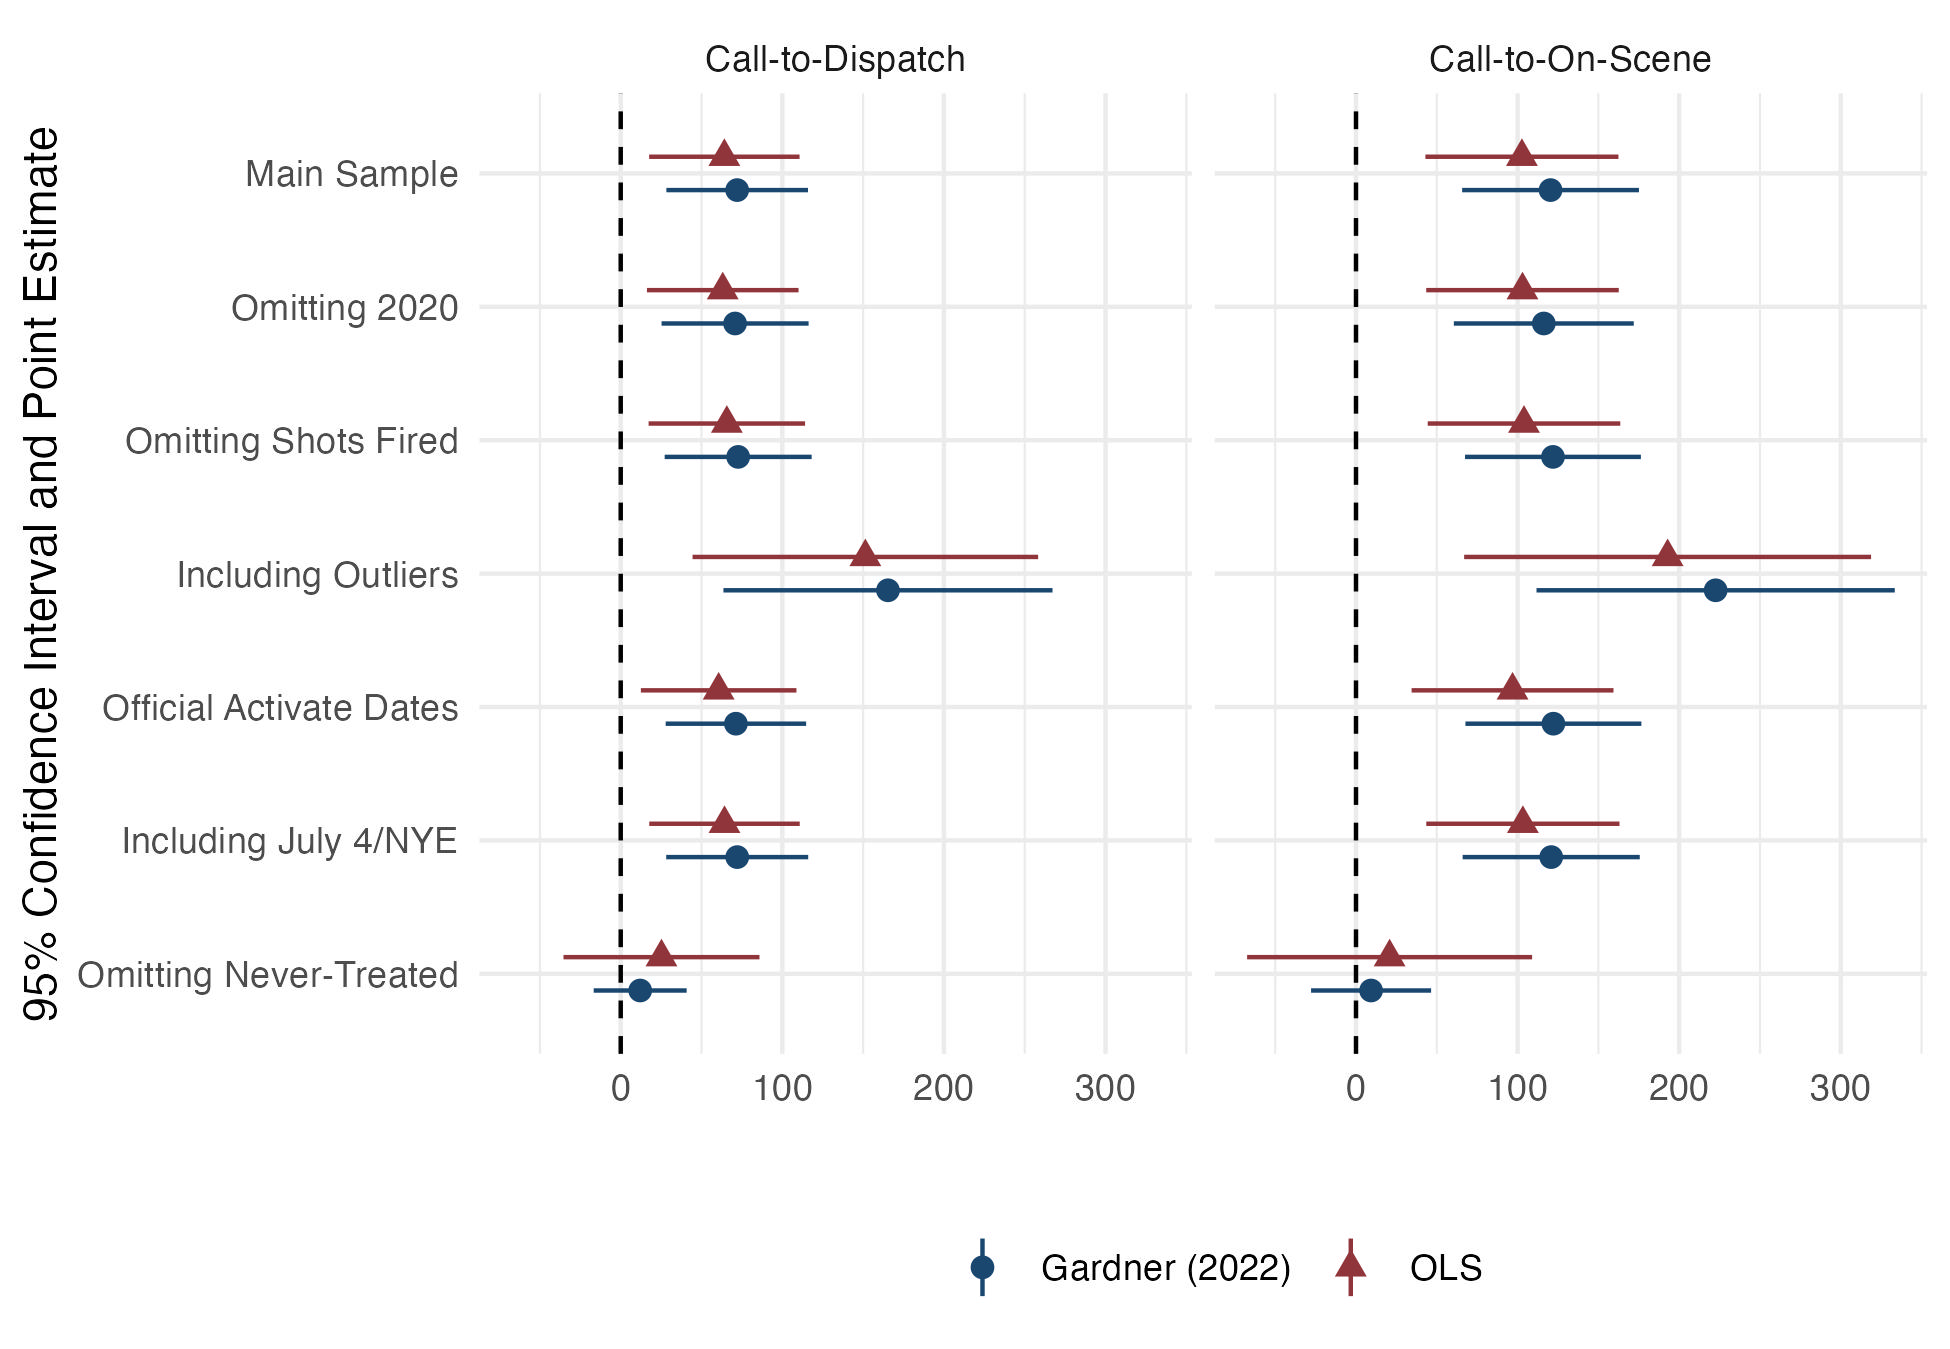 Call-to-Dispatch
Call-to-On-Scene
95% Confidence Interval and Point Estimate
Main Sample
Omitting 2020
Omitting Shots Fired
Including Outliers
Official Activate Dates
Including July 4/NYE
Omitting Never-Treated
0 100 200 300
0 100 200 300
Gardner (2022) OLS